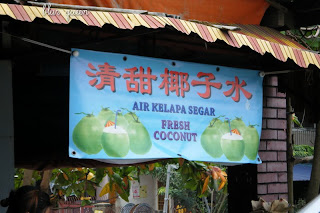 清甜椰子水
AIR KELAPA SEGAR
FRESH
COCONUT